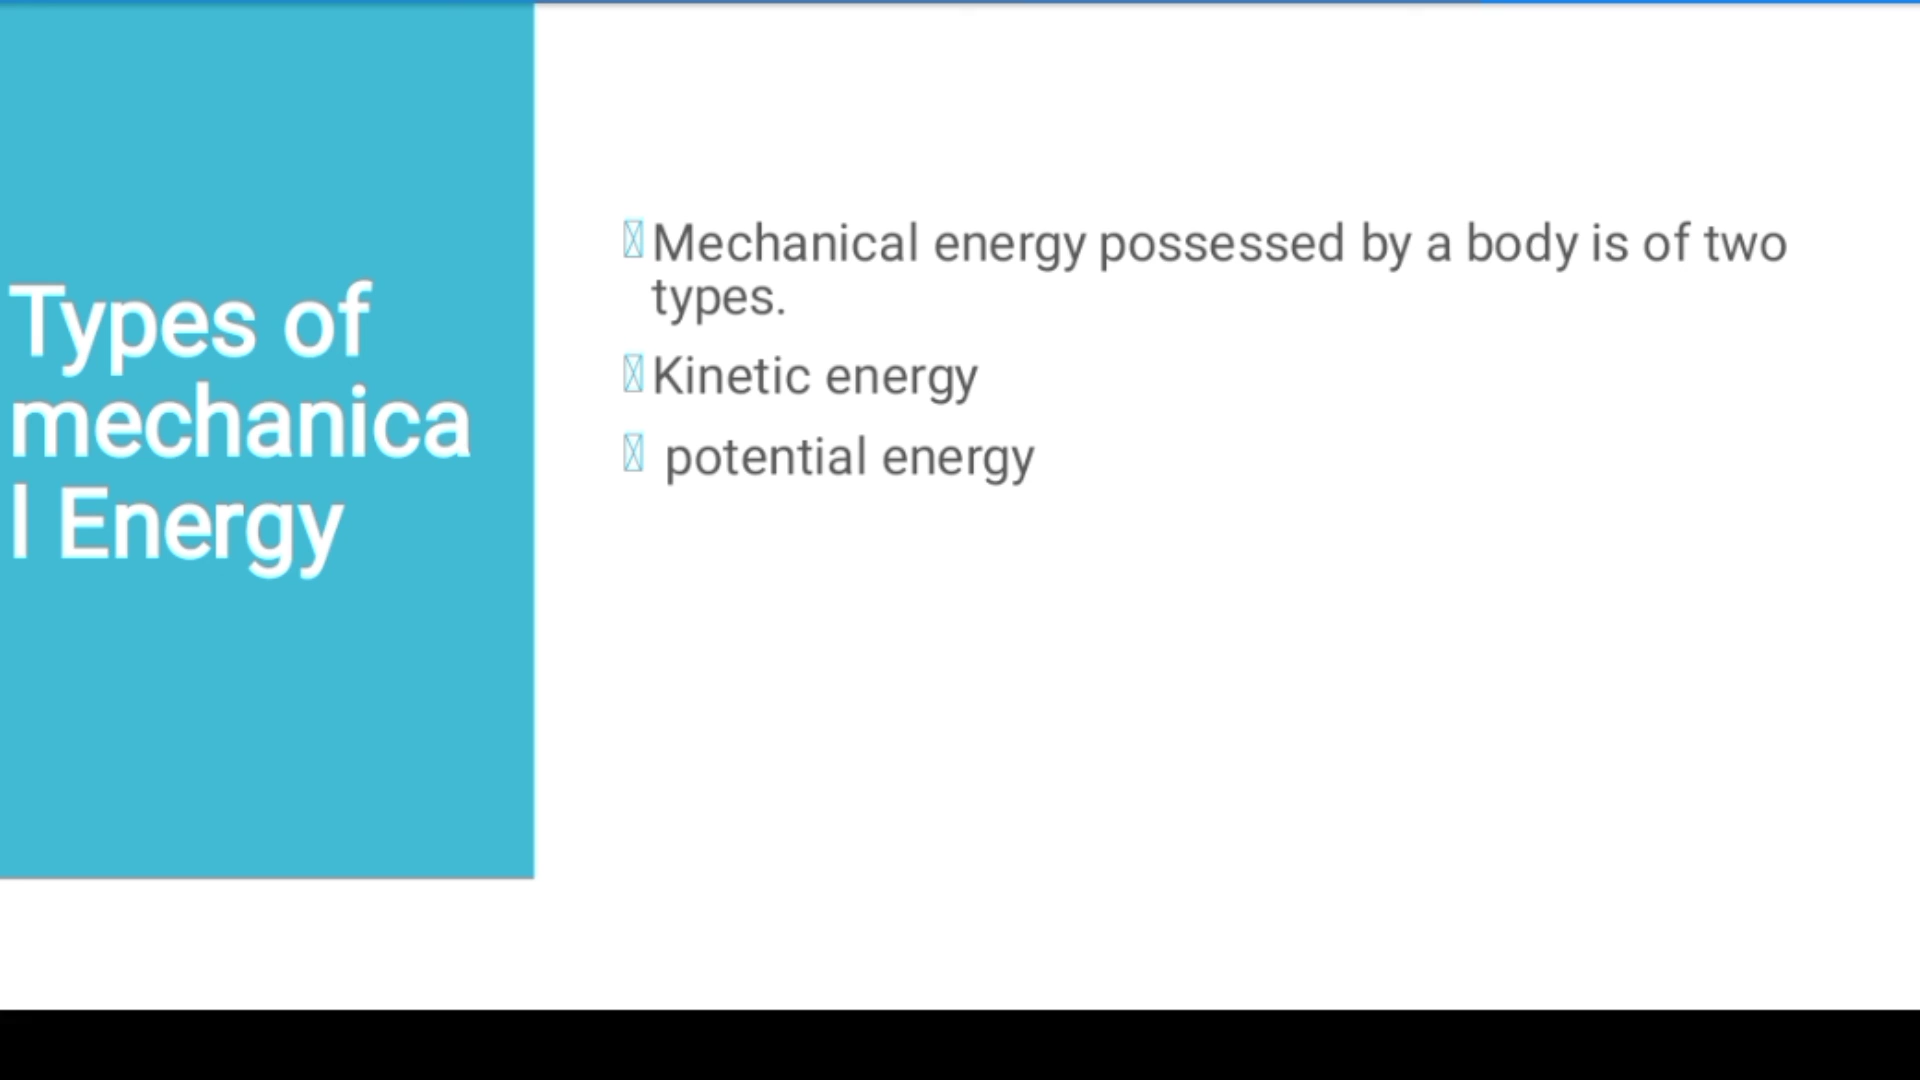 Types of
mechanica
l Energy
Mechanical energy possessed by a body is of two
types.
Kinetic energy
potential energy